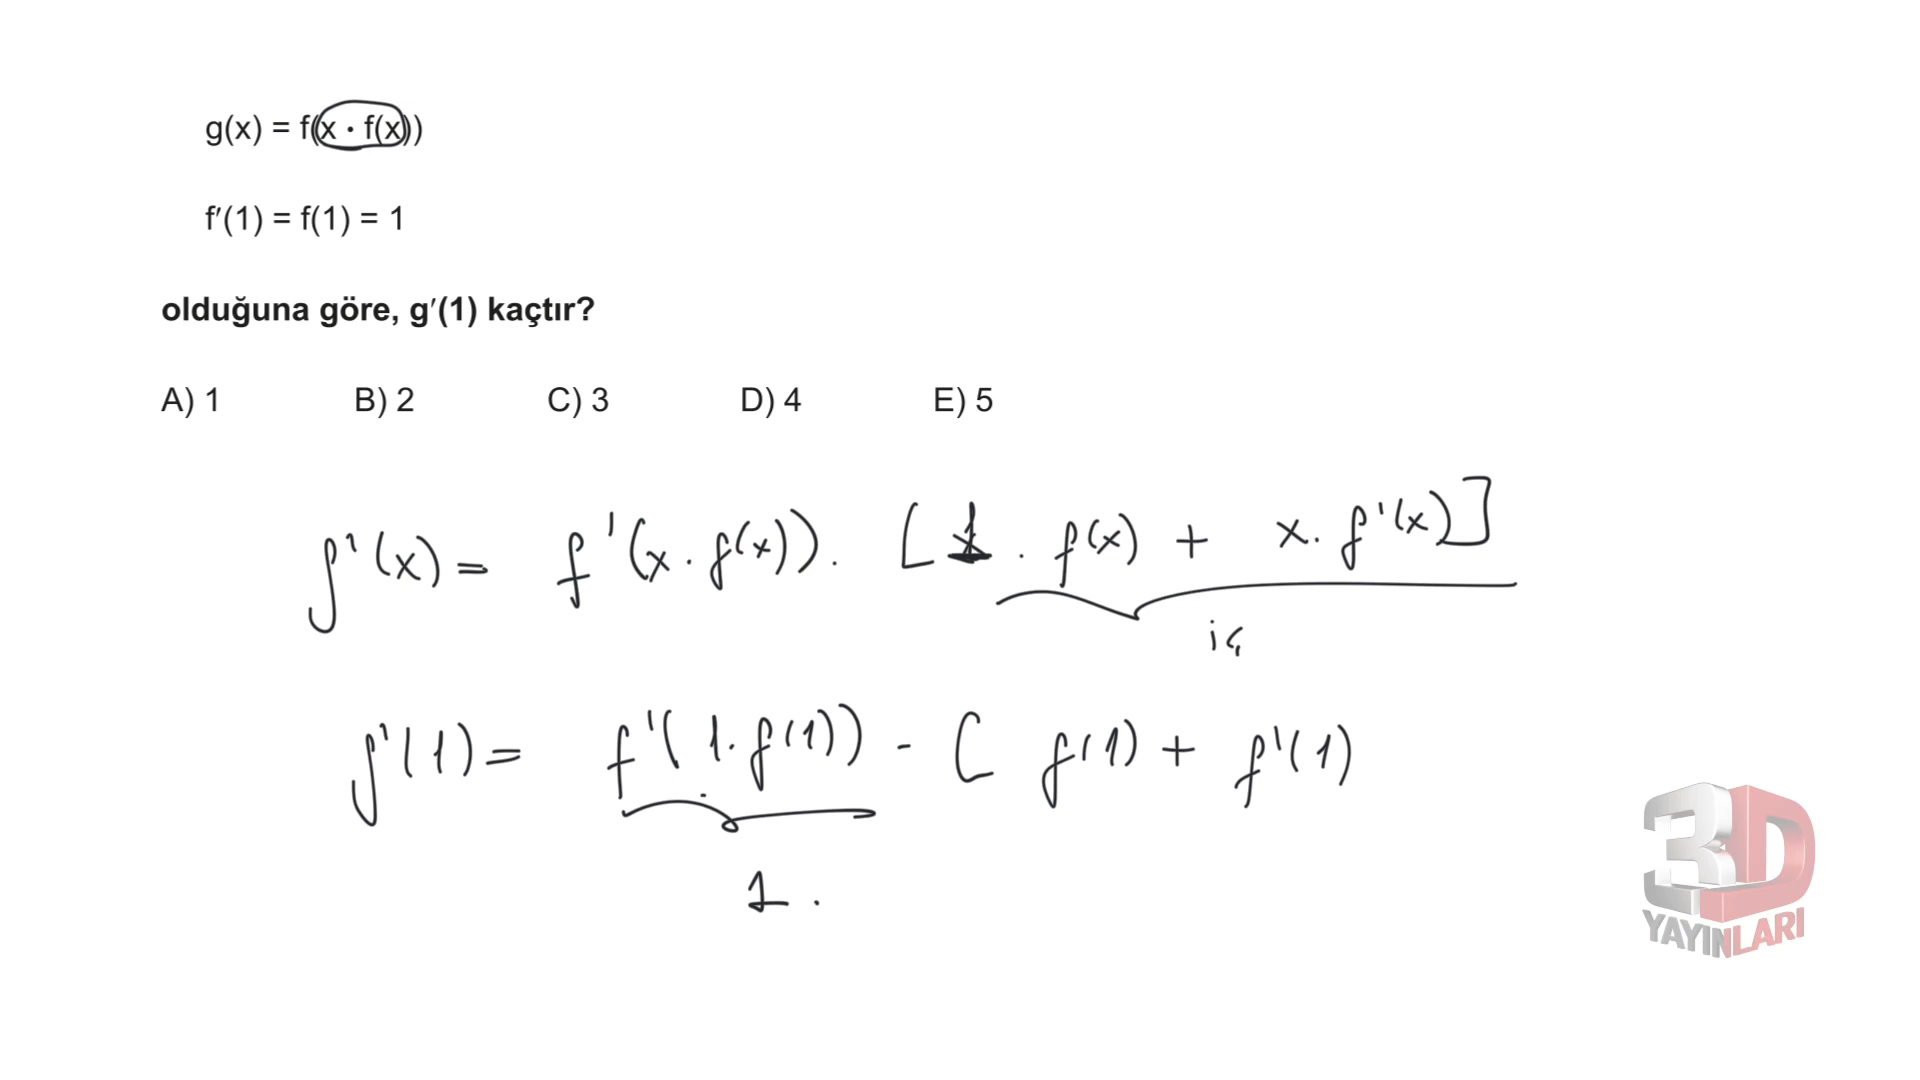 g(x) = f(x · f(x))
f′(1) = f(1) = 1
olduğuna göre, g′(1) kaçtır?
A) 1 B) 2 C) 3 D) 4 E) 5
g'(x) = f'(x . f(x)) . [1 . f(x) + x . f'(x)]
iç
g'(1) = f'(1 . f(1)) - [ f(1) + f'(1)
1 .
3D
YAYINLARI